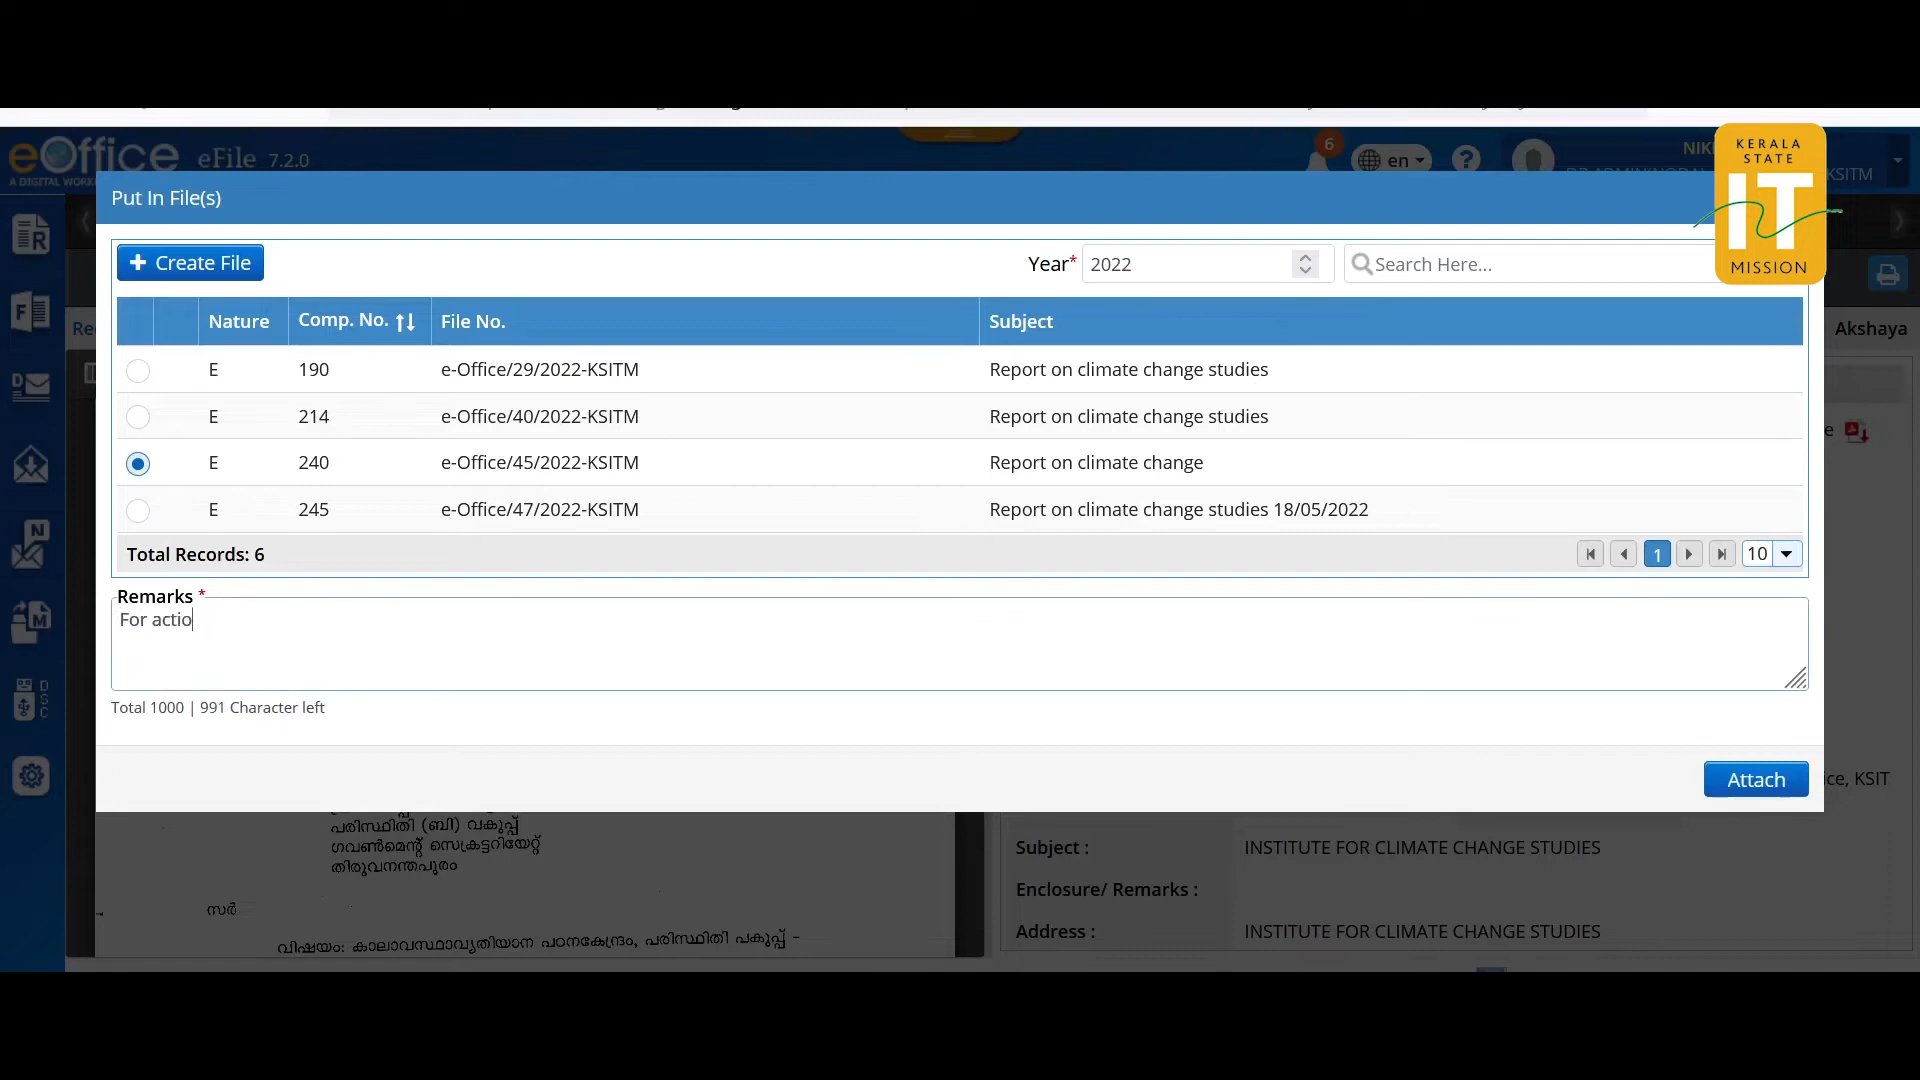 eOffice eFile 7.2.0
A DIGITAL WORK
6
en
?
NIK
KSITM
KERALA
STATE
IT
MISSION
Put In File(s)
+ Create File
Year* 2022
Search Here...
Nature Comp. No. File No. Subject
E 190 e-Office/29/2022-KSITM Report on climate change studies
E 214 e-Office/40/2022-KSITM Report on climate change studies
E 240 e-Office/45/2022-KSITM Report on climate change
E 245 e-Office/47/2022-KSITM Report on climate change studies 18/05/2022
Total Records: 6
1
10
Remarks *
For actio
Total 1000 | 991 Character left
Attach
R
F
D
N
M
DSC
Re
Akshaya
e
ice, KSIT
പരിസ്ഥിതി (ബി) വകുപ്പ്
ഗവൺമെന്റ് സെക്രട്ടറിയേറ്റ്
തിരുവനന്തപുരം
സർ
വിഷയം: കാലാവസ്ഥാവ്യതിയാന പഠനകേന്ദ്രം, പരിസ്ഥിതി വകുപ്പ് –
Subject : INSTITUTE FOR CLIMATE CHANGE STUDIES
Enclosure/ Remarks :
Address : INSTITUTE FOR CLIMATE CHANGE STUDIES